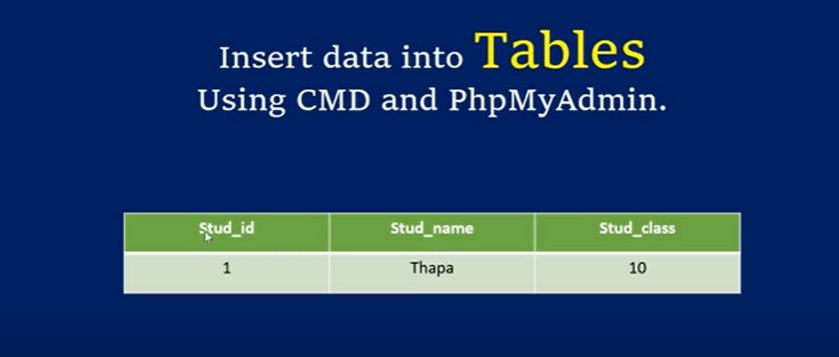 Insert data into Tables
Using CMD and PhpMyAdmin.
Stud_id Stud_name Stud_class
1 Thapa 10